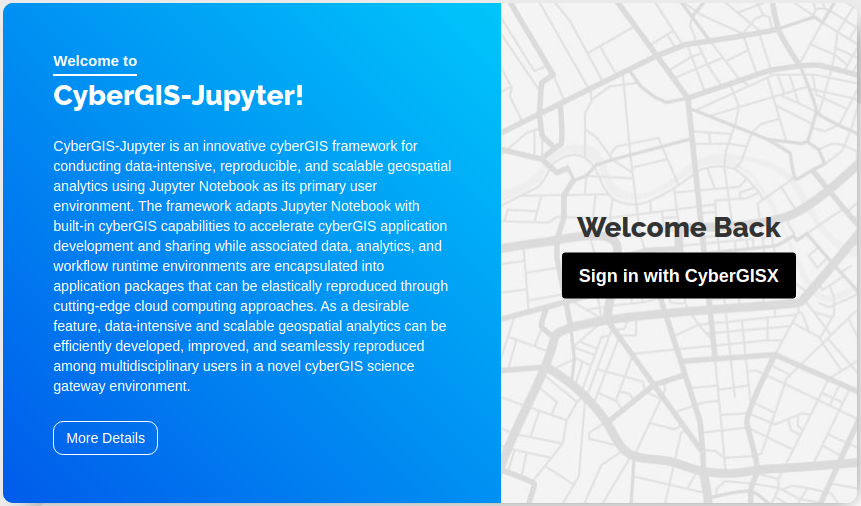 Welcome to
CyberGIS-Jupyter!
CyberGIS-Jupyter is an innovative cyberGIS framework for
conducting data-intensive, reproducible, and scalable geospatial
analytics using Jupyter Notebook as its primary user
environment. The framework adapts Jupyter Notebook with
built-in cyberGIS capabilities to accelerate cyberGIS application
development and sharing while associated data, analytics, and
workflow runtime environments are encapsulated into
application packages that can be elastically reproduced through
cutting-edge cloud computing approaches. As a desirable
feature, data-intensive and scalable geospatial analytics can be
efficiently developed, improved, and seamlessly reproduced
among multidisciplinary users in a novel cyberGIS science
gateway environment.
More Details
Welcome Back
Sign in with CyberGISX